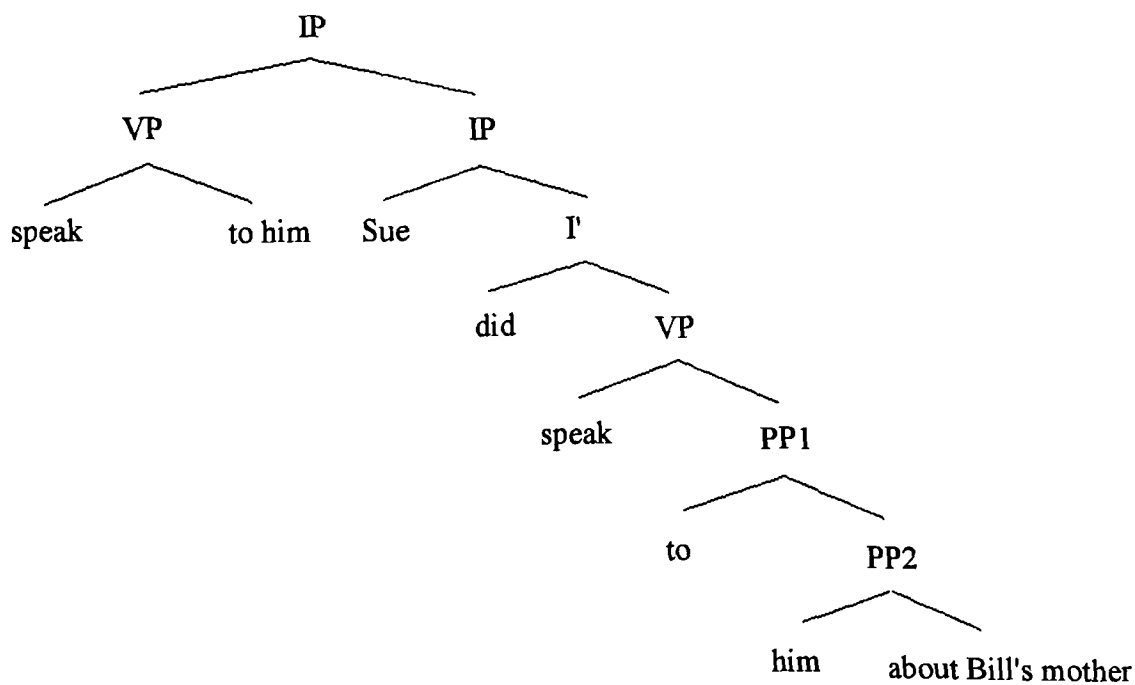 IP
VP IP
speak to him Sue I'
did VP
speak PP1
to PP2
him about Bill's mother